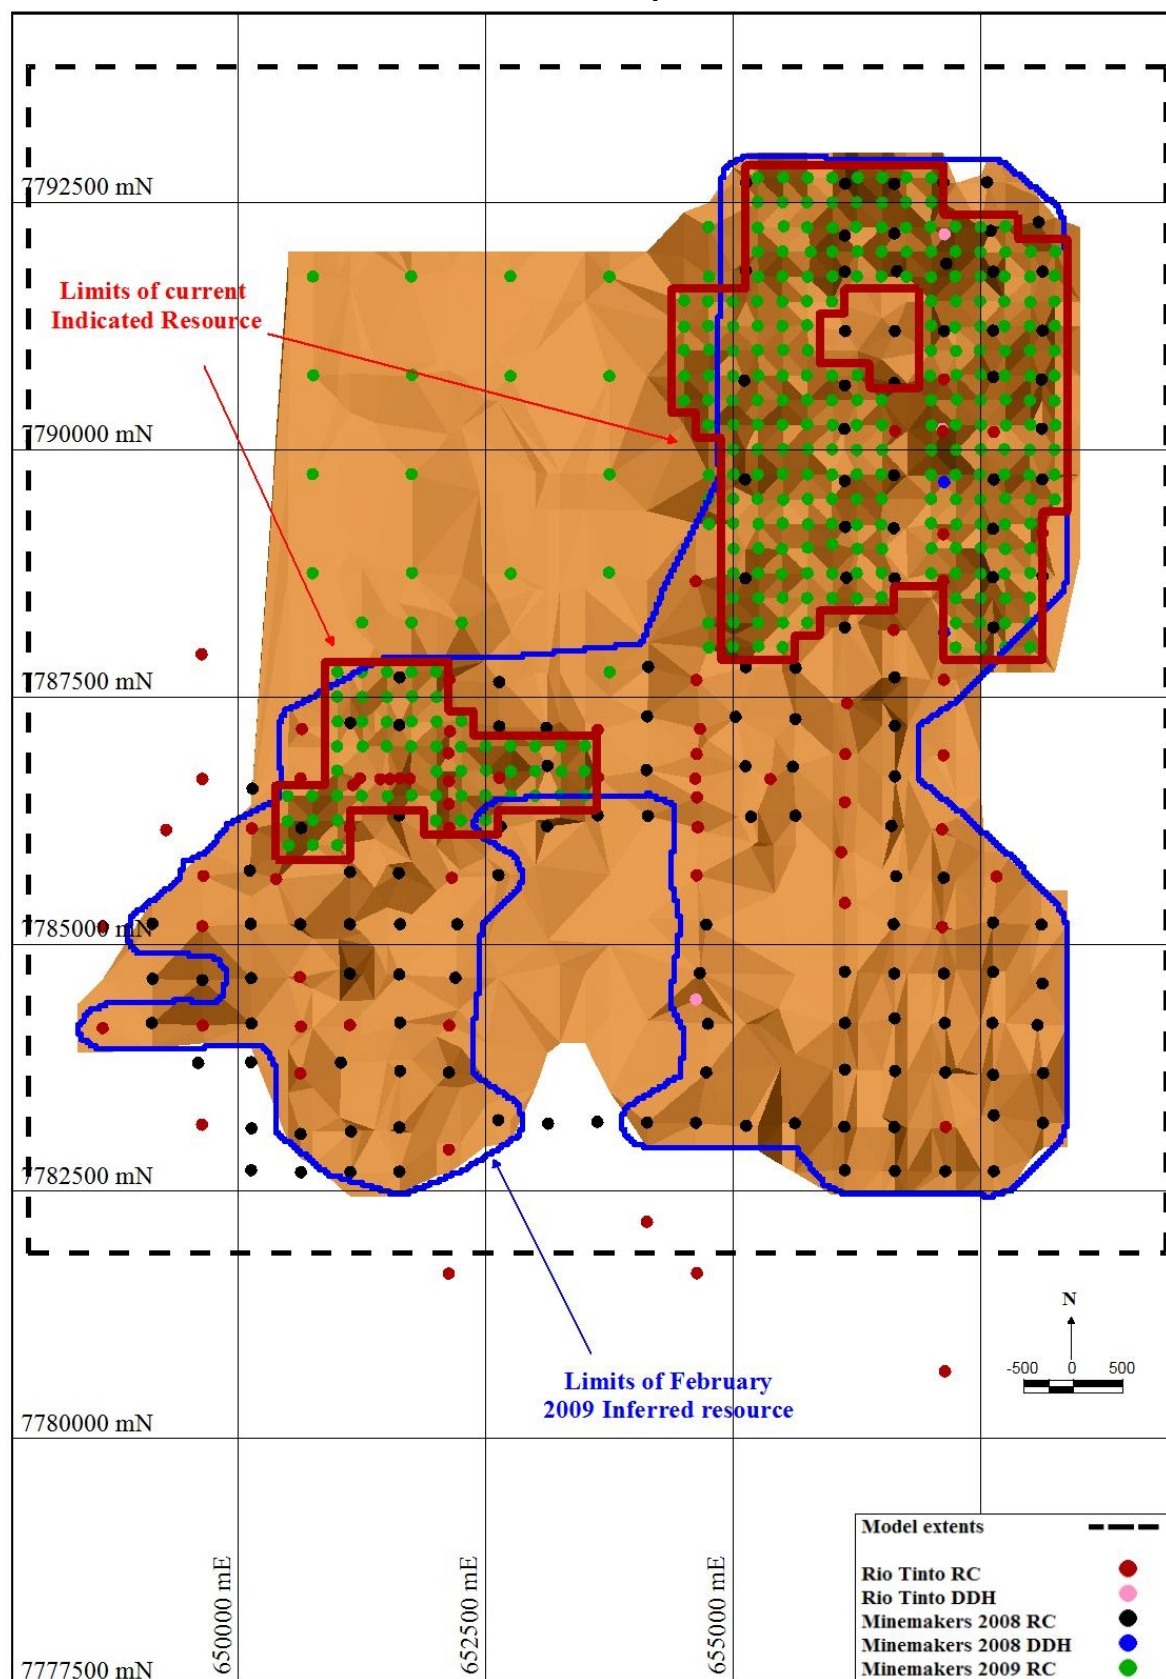 7792500 mN
Limits of current
Indicated Resource
7790000 mN
7787500 mN
7785000 mN
7782500 mN
N
-500 0 500
Limits of February
2009 Inferred resource
7780000 mN
650000 mE
652500 mE
655000 mE
7777500 mN
Model extents
Rio Tinto RC
Rio Tinto DDH
Minemakers 2008 RC
Minemakers 2008 DDH
Minemakers 2009 RC